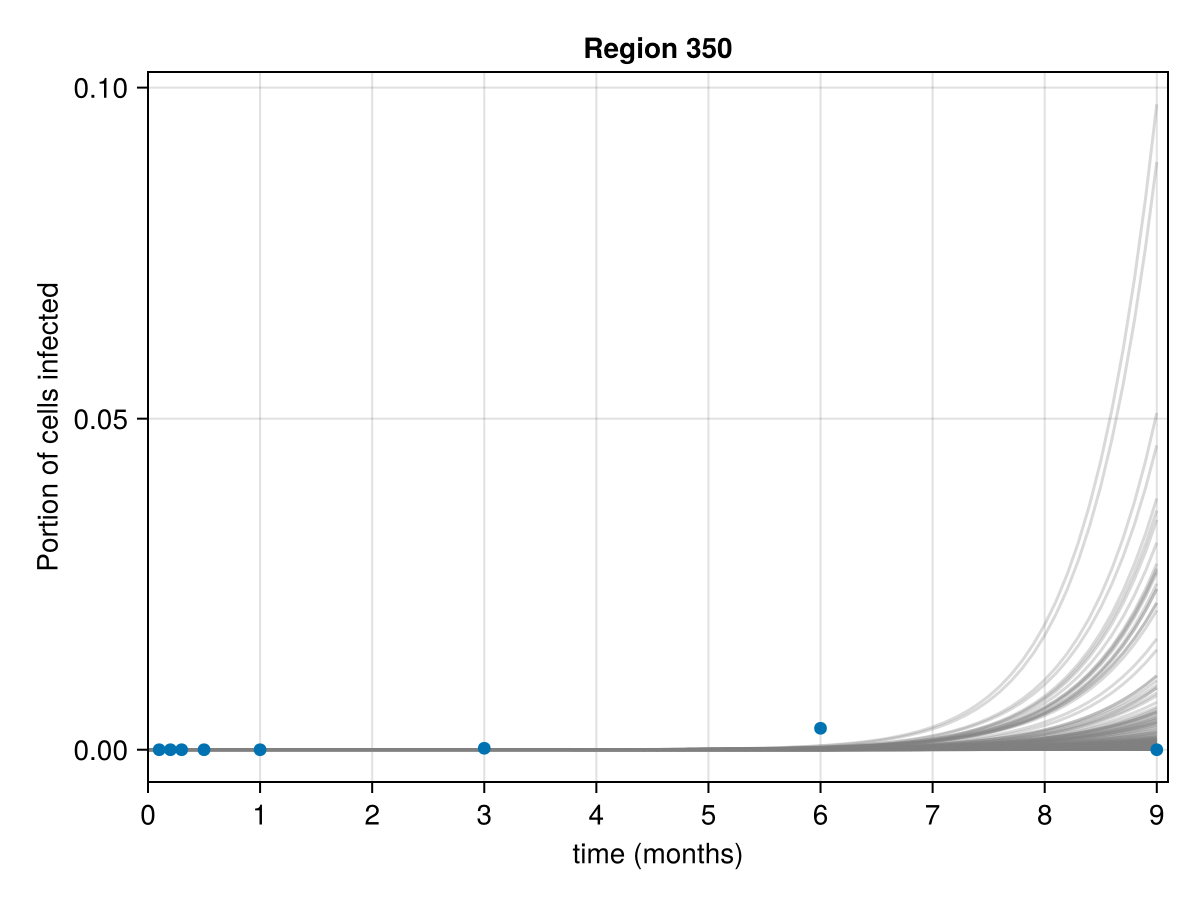 Region 350
0.10
0.05
0.00
Portion of cells infected
0 1 2 3 4 5 6 7 8 9
time (months)